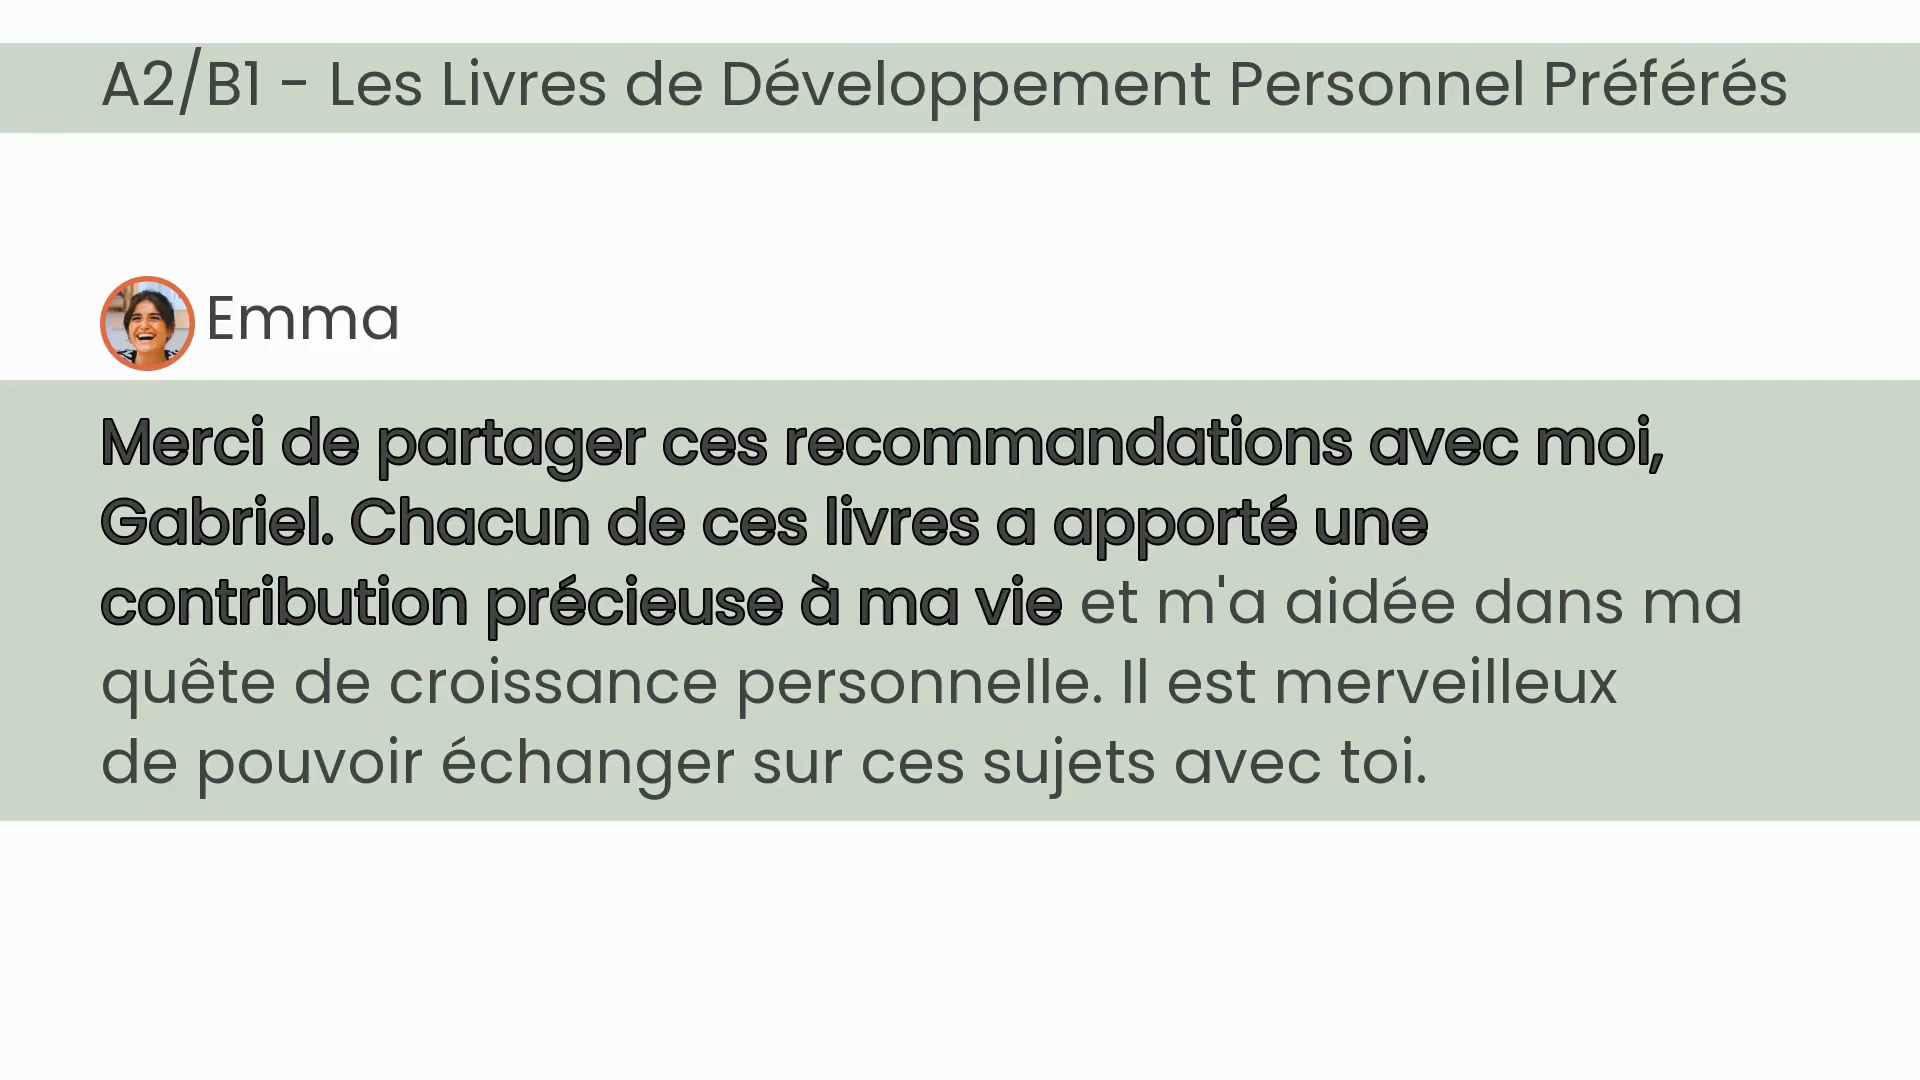 A2/B1 - Les Livres de Développement Personnel Préférés
Emma
Merci de partager ces recommandations avec moi,
Gabriel. Chacun de ces livres a apporté une
contribution précieuse à ma vie et m'a aidée dans ma
quête de croissance personnelle. Il est merveilleux
de pouvoir échanger sur ces sujets avec toi.